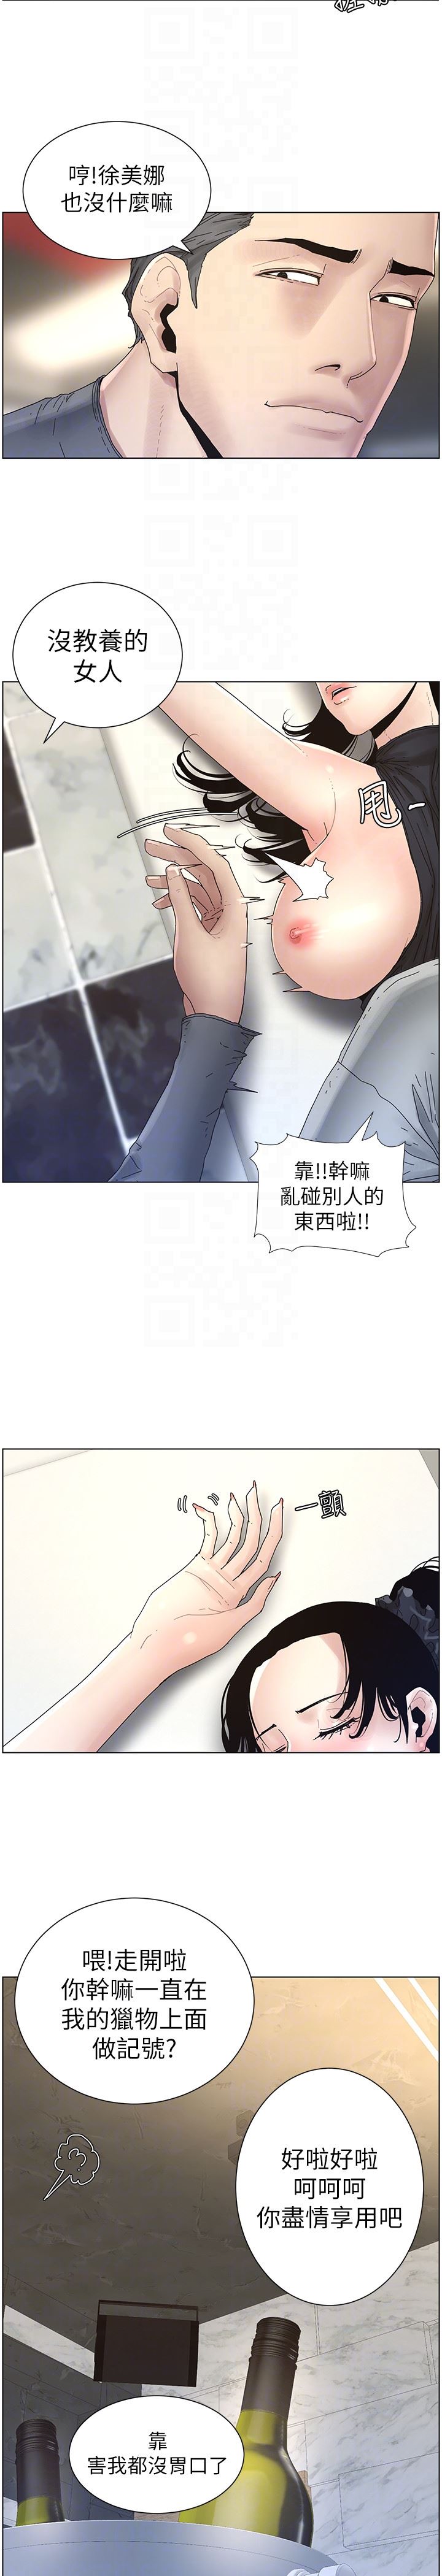 哼!徐美娜
也沒什麼嘛
沒教養的
女人
甩
靠!!幹嘛
亂碰別人的
東西啦!!
一顫
喂!走開啦
你幹嘛一直在
我的獵物上面
做記號?
好啦好啦
呵呵呵
你盡情享用吧
靠
害我都沒胃口了